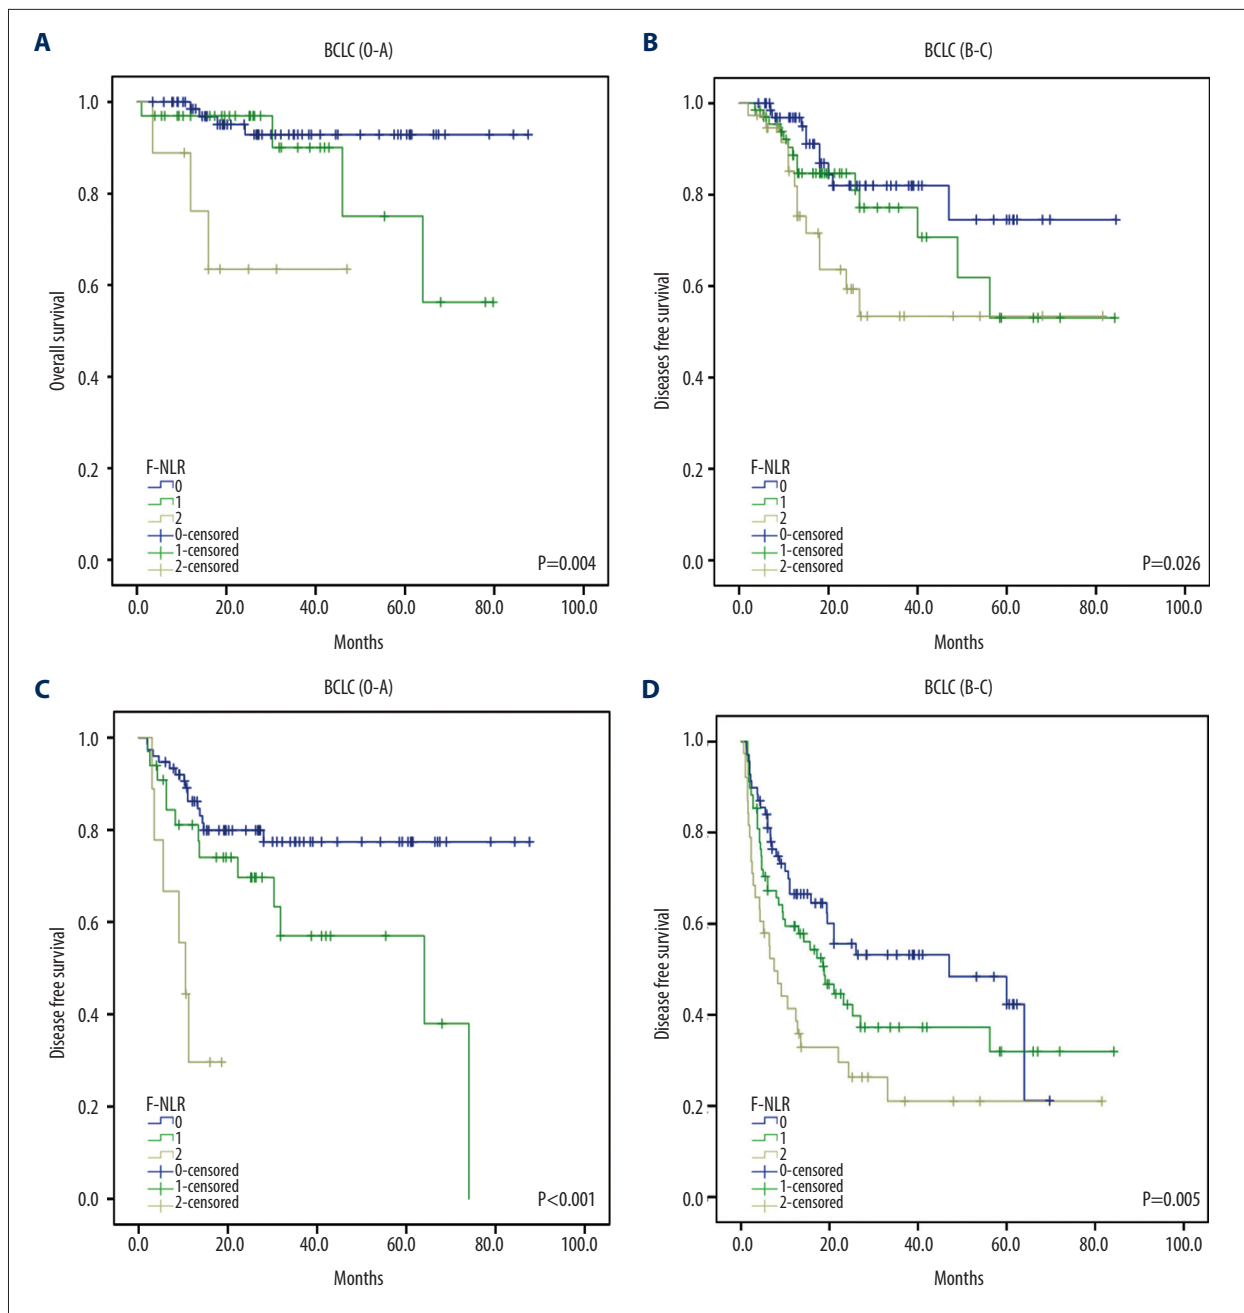 A
BCLC (O-A)
1.0
0.8
0.6
0.4
0.2
0.0
Overall survival
F-NLR
0
1
2
0-censored
1-censored
2-censored
P=0.004
0.0 20.0 40.0 60.0 80.0 100.0
Months
B
BCLC (B-C)
1.0
0.8
0.6
0.4
0.2
0.0
Diseases free survival
F-NLR
0
1
2
0-censored
1-censored
2-censored
P=0.026
0.0 20.0 40.0 60.0 80.0 100.0
Months
C
BCLC (O-A)
1.0
0.8
0.6
0.4
0.2
0.0
Disease free survival
F-NLR
0
1
2
0-censored
1-censored
2-censored
P<0.001
0.0 20.0 40.0 60.0 80.0 100.0
Months
D
BCLC (B-C)
1.0
0.8
0.6
0.4
0.2
0.0
Disease free survival
F-NLR
0
1
2
0-censored
1-censored
2-censored
P=0.005
0.0 20.0 40.0 60.0 80.0 100.0
Months